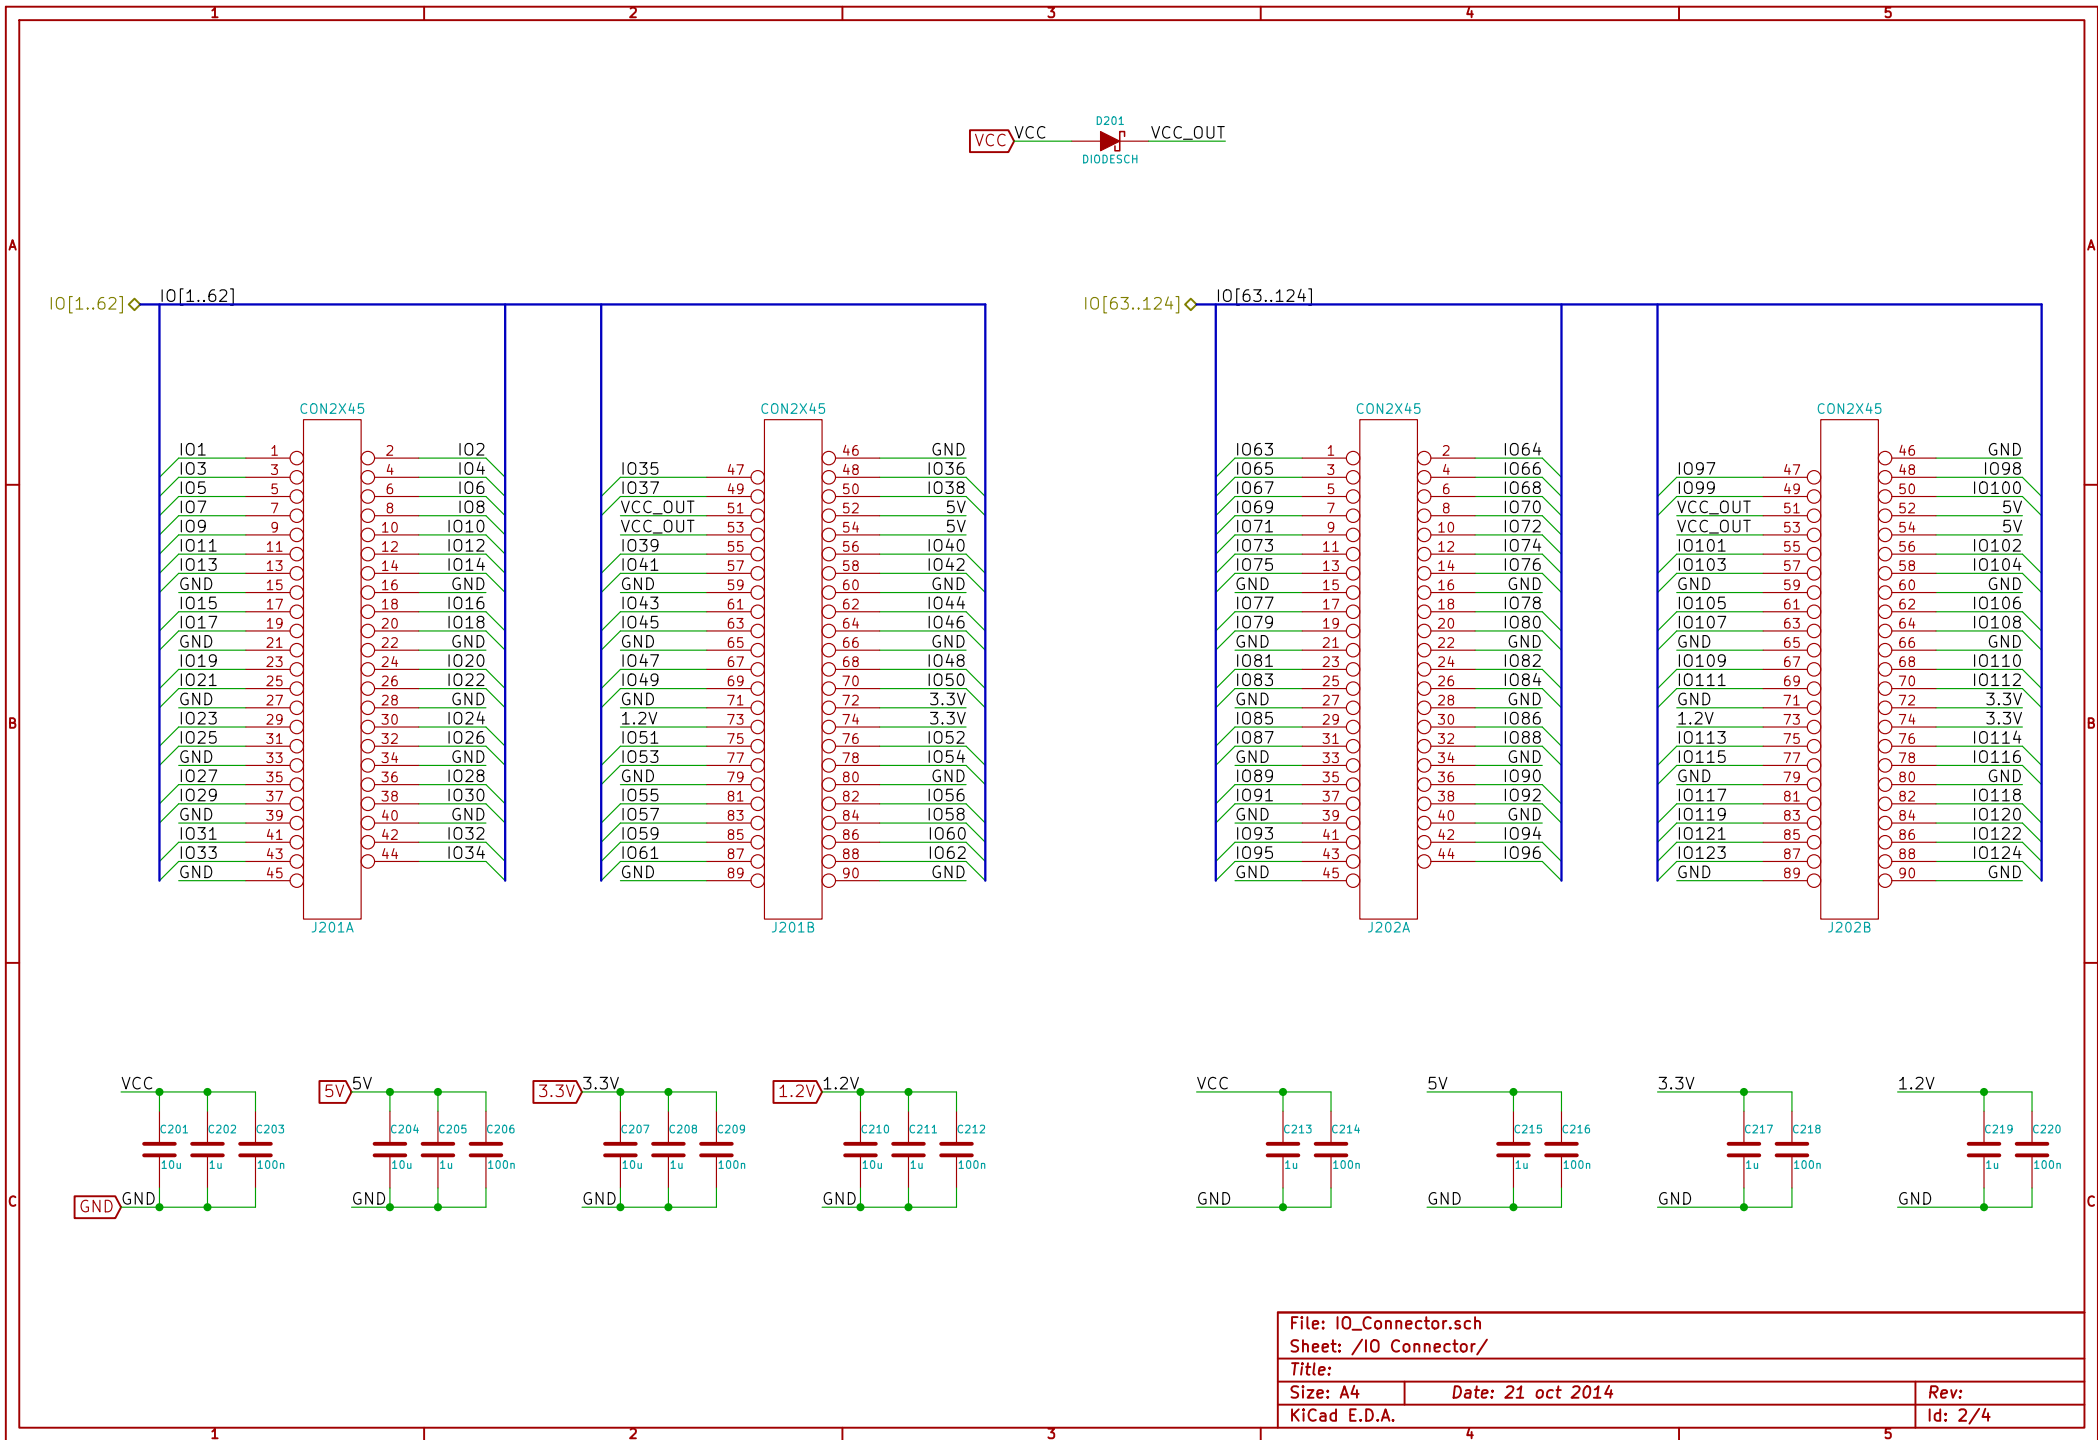 1 2 3 4 5
D201
VCC VCC VCC_OUT
DIODESCH
A A
IO[1..62] IO[1..62] IO[63..124] IO[63..124]
CON2X45 CON2X45 CON2X45 CON2X45
IO1 1 2 IO2 46 GND IO63 1 2 IO64 46 GND
IO3 3 4 IO4 IO35 47 48 IO36 IO65 3 4 IO66 IO97 47 48 IO98
IO5 5 6 IO6 IO37 49 50 IO38 IO67 5 6 IO68 IO99 49 50 IO100
IO7 7 8 IO8 VCC_OUT 51 52 5V IO69 7 8 IO70 VCC_OUT 51 52 5V
IO9 9 10 IO10 VCC_OUT 53 54 5V IO71 9 10 IO72 VCC_OUT 53 54 5V
IO11 11 12 IO12 IO39 55 56 IO40 IO73 11 12 IO74 IO101 55 56 IO102
IO13 13 14 IO14 IO41 57 58 IO42 IO75 13 14 IO76 IO103 57 58 IO104
GND 15 16 GND GND 59 60 GND GND 15 16 GND GND 59 60 GND
IO15 17 18 IO16 IO43 61 62 IO44 IO77 17 18 IO78 IO105 61 62 IO106
IO17 19 20 IO18 IO45 63 64 IO46 IO79 19 20 IO80 IO107 63 64 IO108
GND 21 22 GND GND 65 66 GND GND 21 22 GND GND 65 66 GND
IO19 23 24 IO20 IO47 67 68 IO48 IO81 23 24 IO82 IO109 67 68 IO110
IO21 25 26 IO22 IO49 69 70 IO50 IO83 25 26 IO84 IO111 69 70 IO112
GND 27 28 GND GND 71 72 3.3V GND 27 28 GND GND 71 72 3.3V
B IO23 29 30 IO24 1.2V 73 74 3.3V IO85 29 30 IO86 1.2V 73 74 3.3V B
IO25 31 32 IO26 IO51 75 76 IO52 IO87 31 32 IO88 IO113 75 76 IO114
GND 33 34 GND IO53 77 78 IO54 GND 33 34 GND IO115 77 78 IO116
IO27 35 36 IO28 GND 79 80 GND IO89 35 36 IO90 GND 79 80 GND
IO29 37 38 IO30 IO55 81 82 IO56 IO91 37 38 IO92 IO117 81 82 IO118
GND 39 40 GND IO57 83 84 IO58 GND 39 40 GND IO119 83 84 IO120
IO31 41 42 IO32 IO59 85 86 IO60 IO93 41 42 IO94 IO121 85 86 IO122
IO33 43 44 IO34 IO61 87 88 IO62 IO95 43 44 IO96 IO123 87 88 IO124
GND 45 GND 89 90 GND GND 45 GND 89 90 GND
J201A J201B J202A J202B
VCC 5V 5V 3.3V 3.3V 1.2V 1.2V VCC 5V 3.3V 1.2V
C201 C202 C203 C204 C205 C206 C207 C208 C209 C210 C211 C212 C213 C214 C215 C216 C217 C218 C219 C220
10u 1u 100n 10u 1u 100n 10u 1u 100n 10u 1u 100n 1u 100n 1u 100n 1u 100n 1u 100n
C GND GND GND GND GND GND GND GND GND C
File: IO_Connector.sch
Sheet: /IO Connector/
Title:
Size: A4 Date: 21 oct 2014 Rev:
KiCad E.D.A. Id: 2/4
1 2 3 4 5